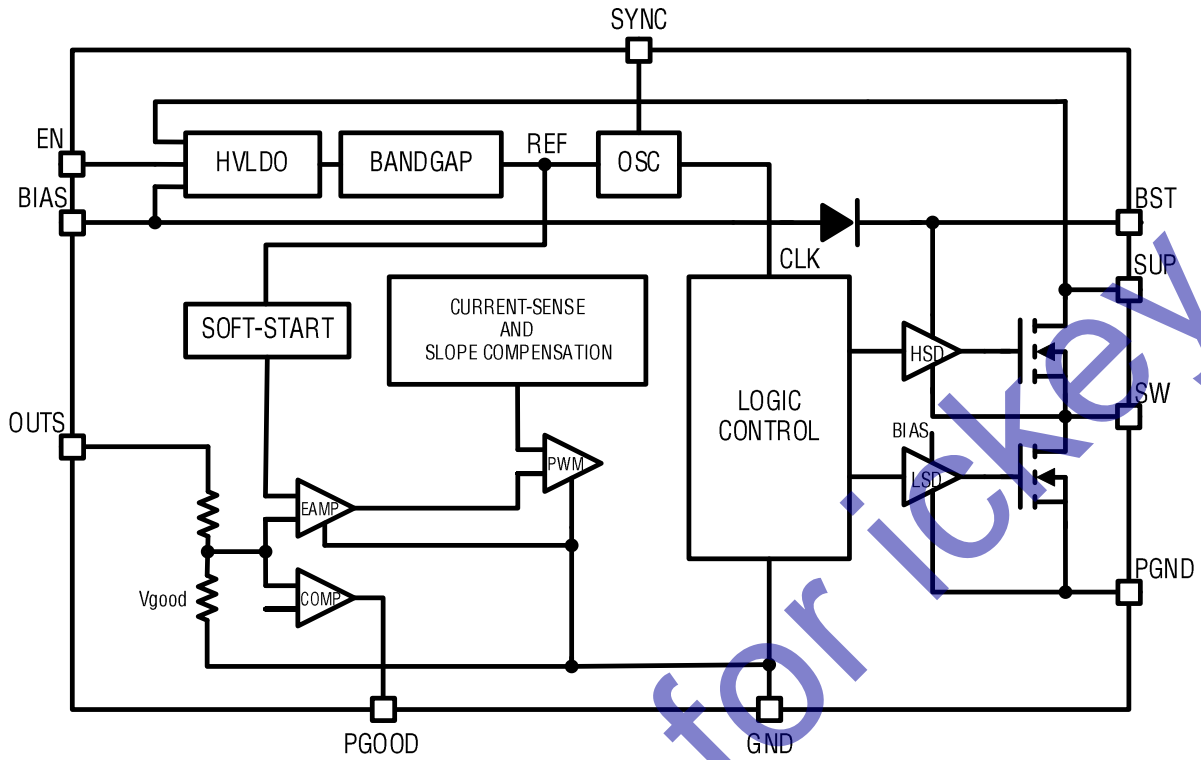 SYNC
EN
HVLDO
BANDGAP
REF
OSC
BIAS
BST
CLK
SUP
SOFT-START
CURRENT-SENSE
AND
SLOPE COMPENSATION
HSD
SW
LOGIC
CONTROL
OUTS
BIAS
PWM
LSD
EAMP
Vgood
COMP
PGND
PGOOD
GND
for ickey